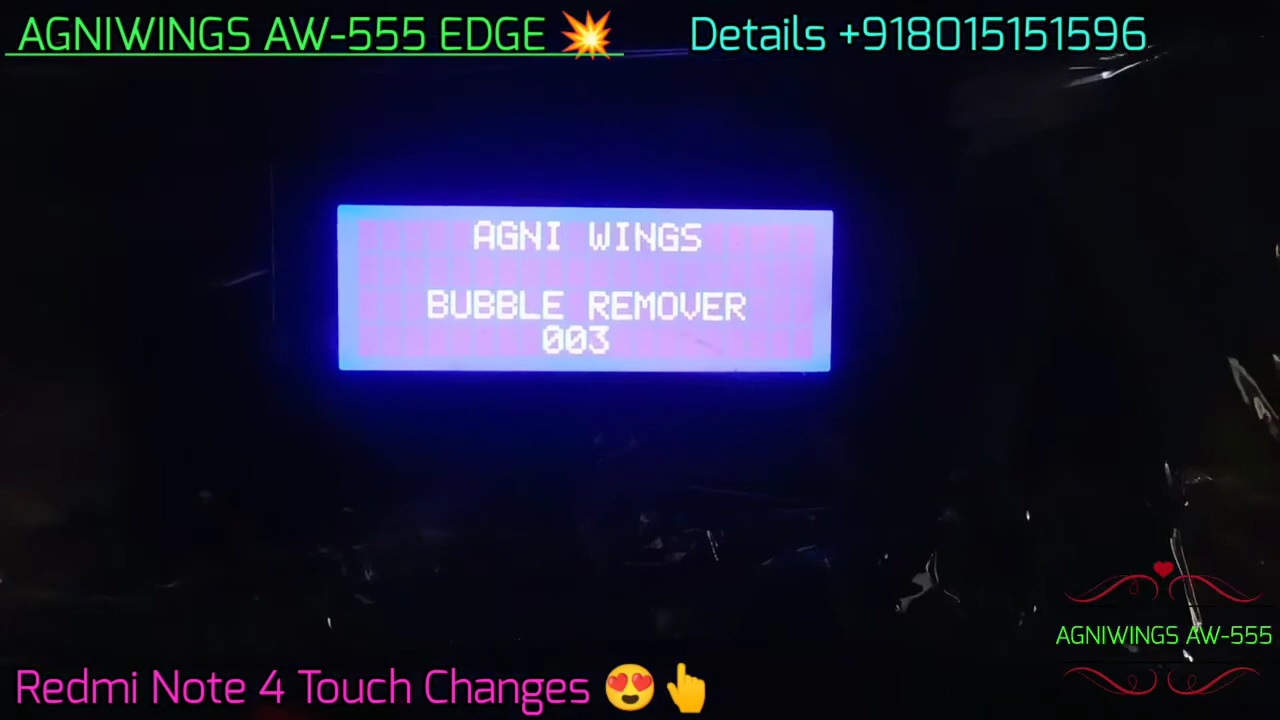 AGNIWINGS AW-555 EDGE 💥
Details +918015151596
AGNI WINGS
BUBBLE REMOVER
003
AGNIWINGS AW-555
Redmi Note 4 Touch Changes 😍👆